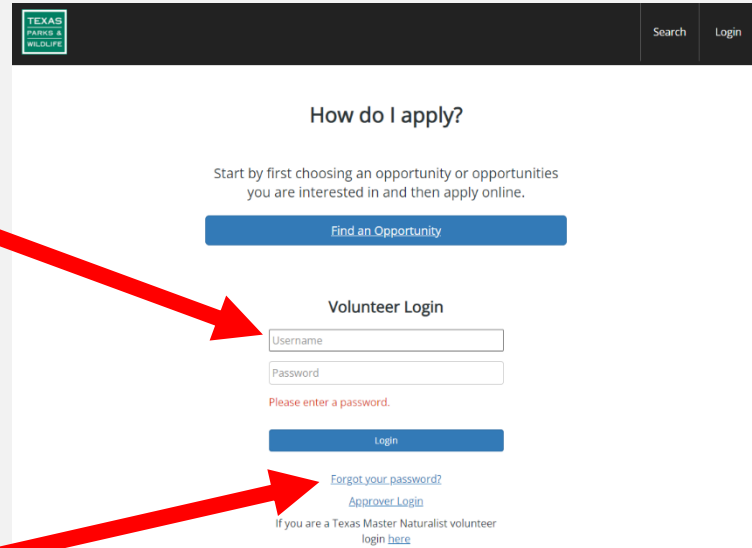 TEXAS
PARKS &
WILDLIFE
Search Login
How do I apply?
Start by first choosing an opportunity or opportunities
you are interested in and then apply online.
Find an Opportunity
Volunteer Login
Username
Password
Please enter a password.
Login
Forgot your password?
Approver Login
If you are a Texas Master Naturalist volunteer
login here